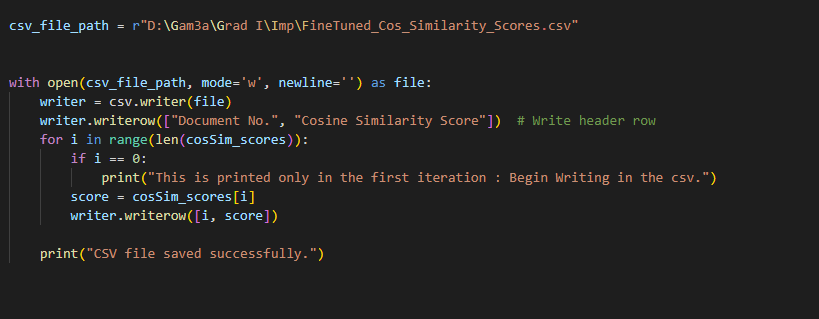 csv_file_path = r"D:\Gam3a\Grad I\Imp\FineTuned_Cos_Similarity_Scores.csv"
with open(csv_file_path, mode='w', newline='') as file:
    writer = csv.writer(file)
    writer.writerow(["Document No.", "Cosine Similarity Score"])  # Write header row
    for i in range(len(cosSim_scores)):
        if i == 0:
            print("This is printed only in the first iteration : Begin Writing in the csv.")
        score = cosSim_scores[i]
        writer.writerow([i, score])
    print("CSV file saved successfully.")